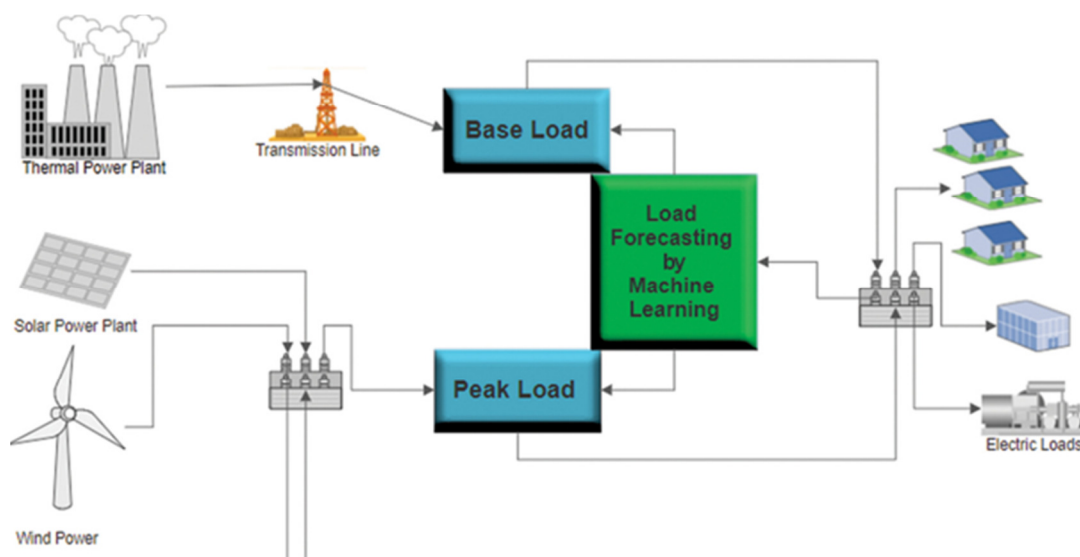 Thermal Power Plant
Transmission Line
Base Load
Load
Forecasting
by
Machine
Learning
Solar Power Plant
Peak Load
Electric Loads
Wind Power